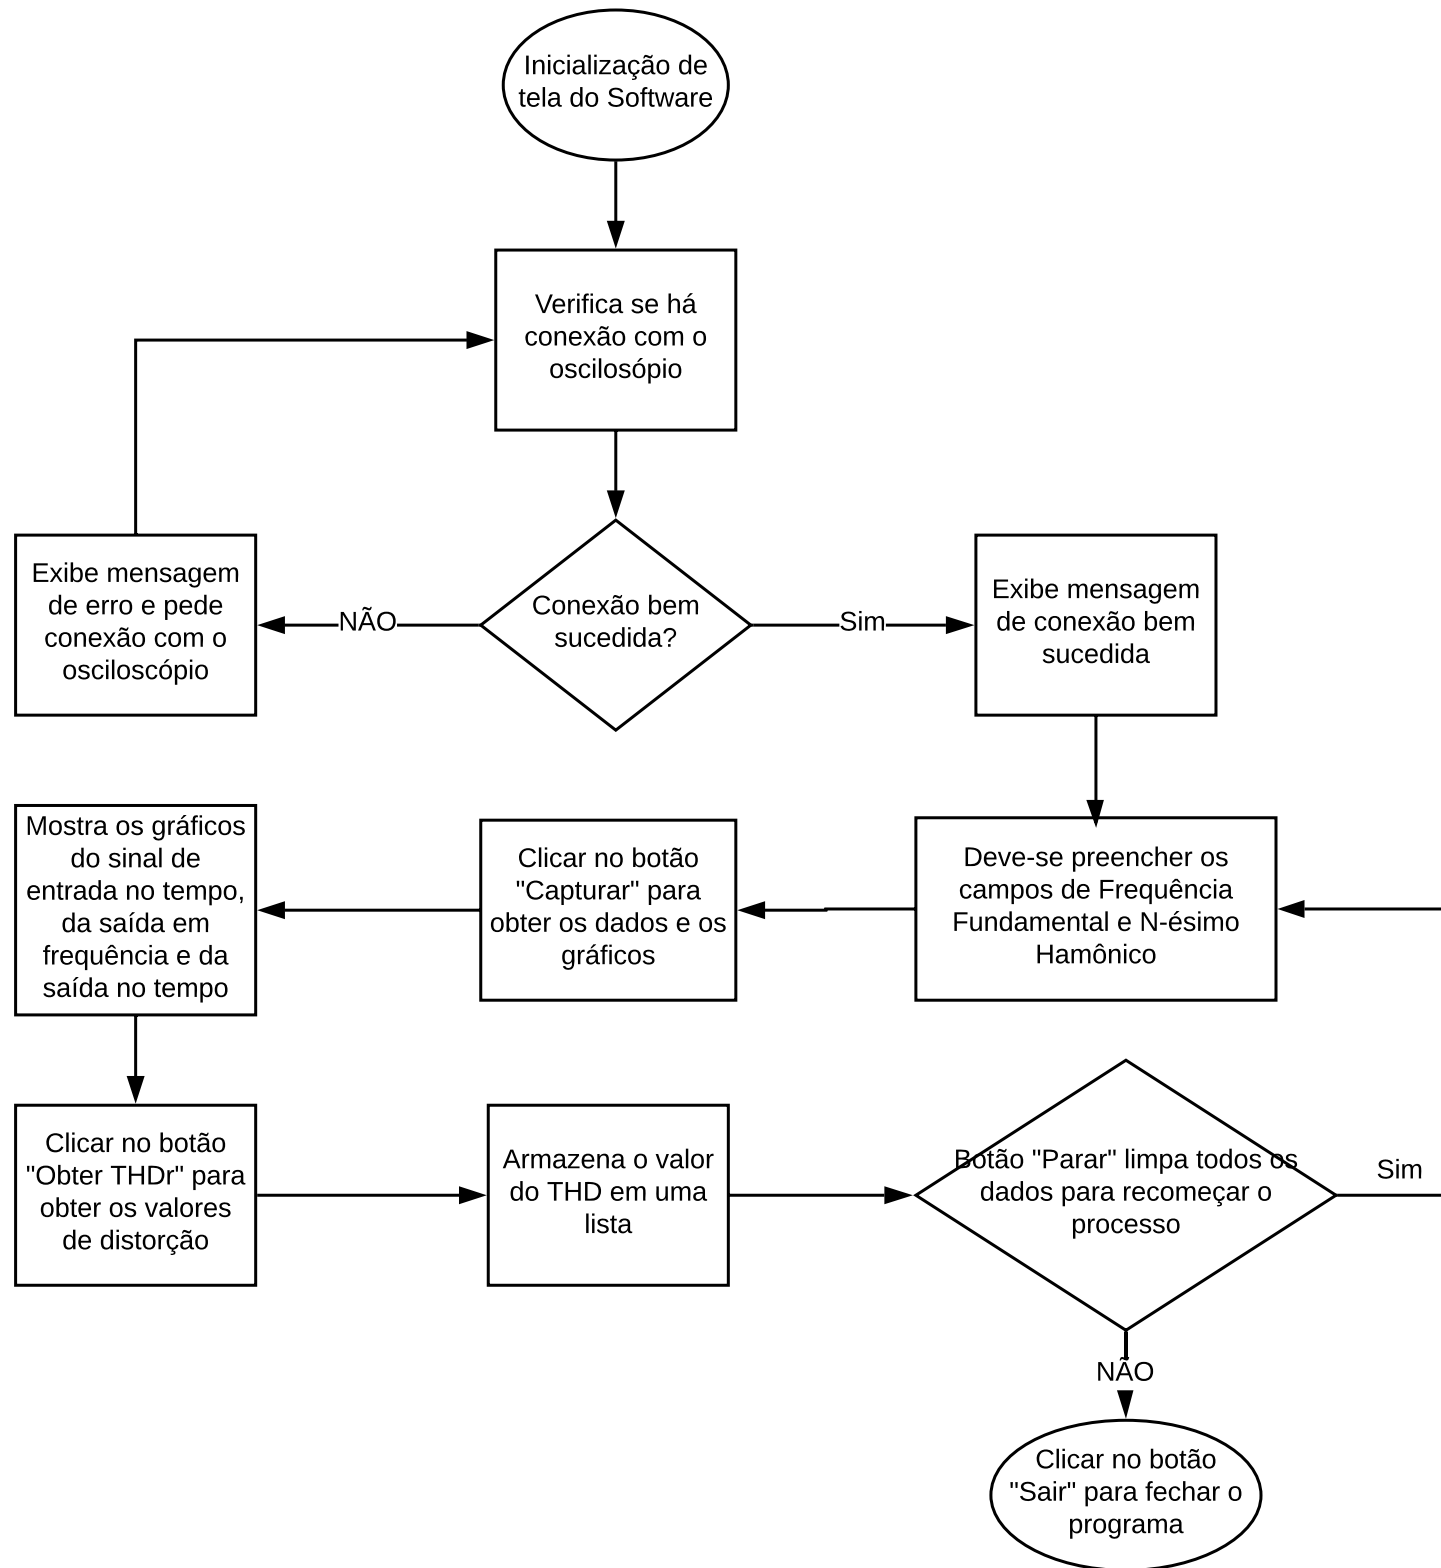 Inicialização de
tela do Software
Verifica se há
conexão com o
oscilosópio
Exibe mensagem
de erro e pede
conexão com o
osciloscópio
NÃO
Conexão bem
sucedida?
Sim
Exibe mensagem
de conexão bem
sucedida
Mostra os gráficos
do sinal de
entrada no tempo,
da saída em
frequência e da
saída no tempo
Clicar no botão
"Capturar" para
obter os dados e os
gráficos
Deve-se preencher os
campos de Frequência
Fundamental e N-ésimo
Hamônico
Clicar no botão
"Obter THDr" para
obter os valores
de distorção
Armazena o valor
do THD em uma
lista
Botão "Parar" limpa todos os
dados para recomeçar o
processo
Sim
NÃO
Clicar no botão
"Sair" para fechar o
programa